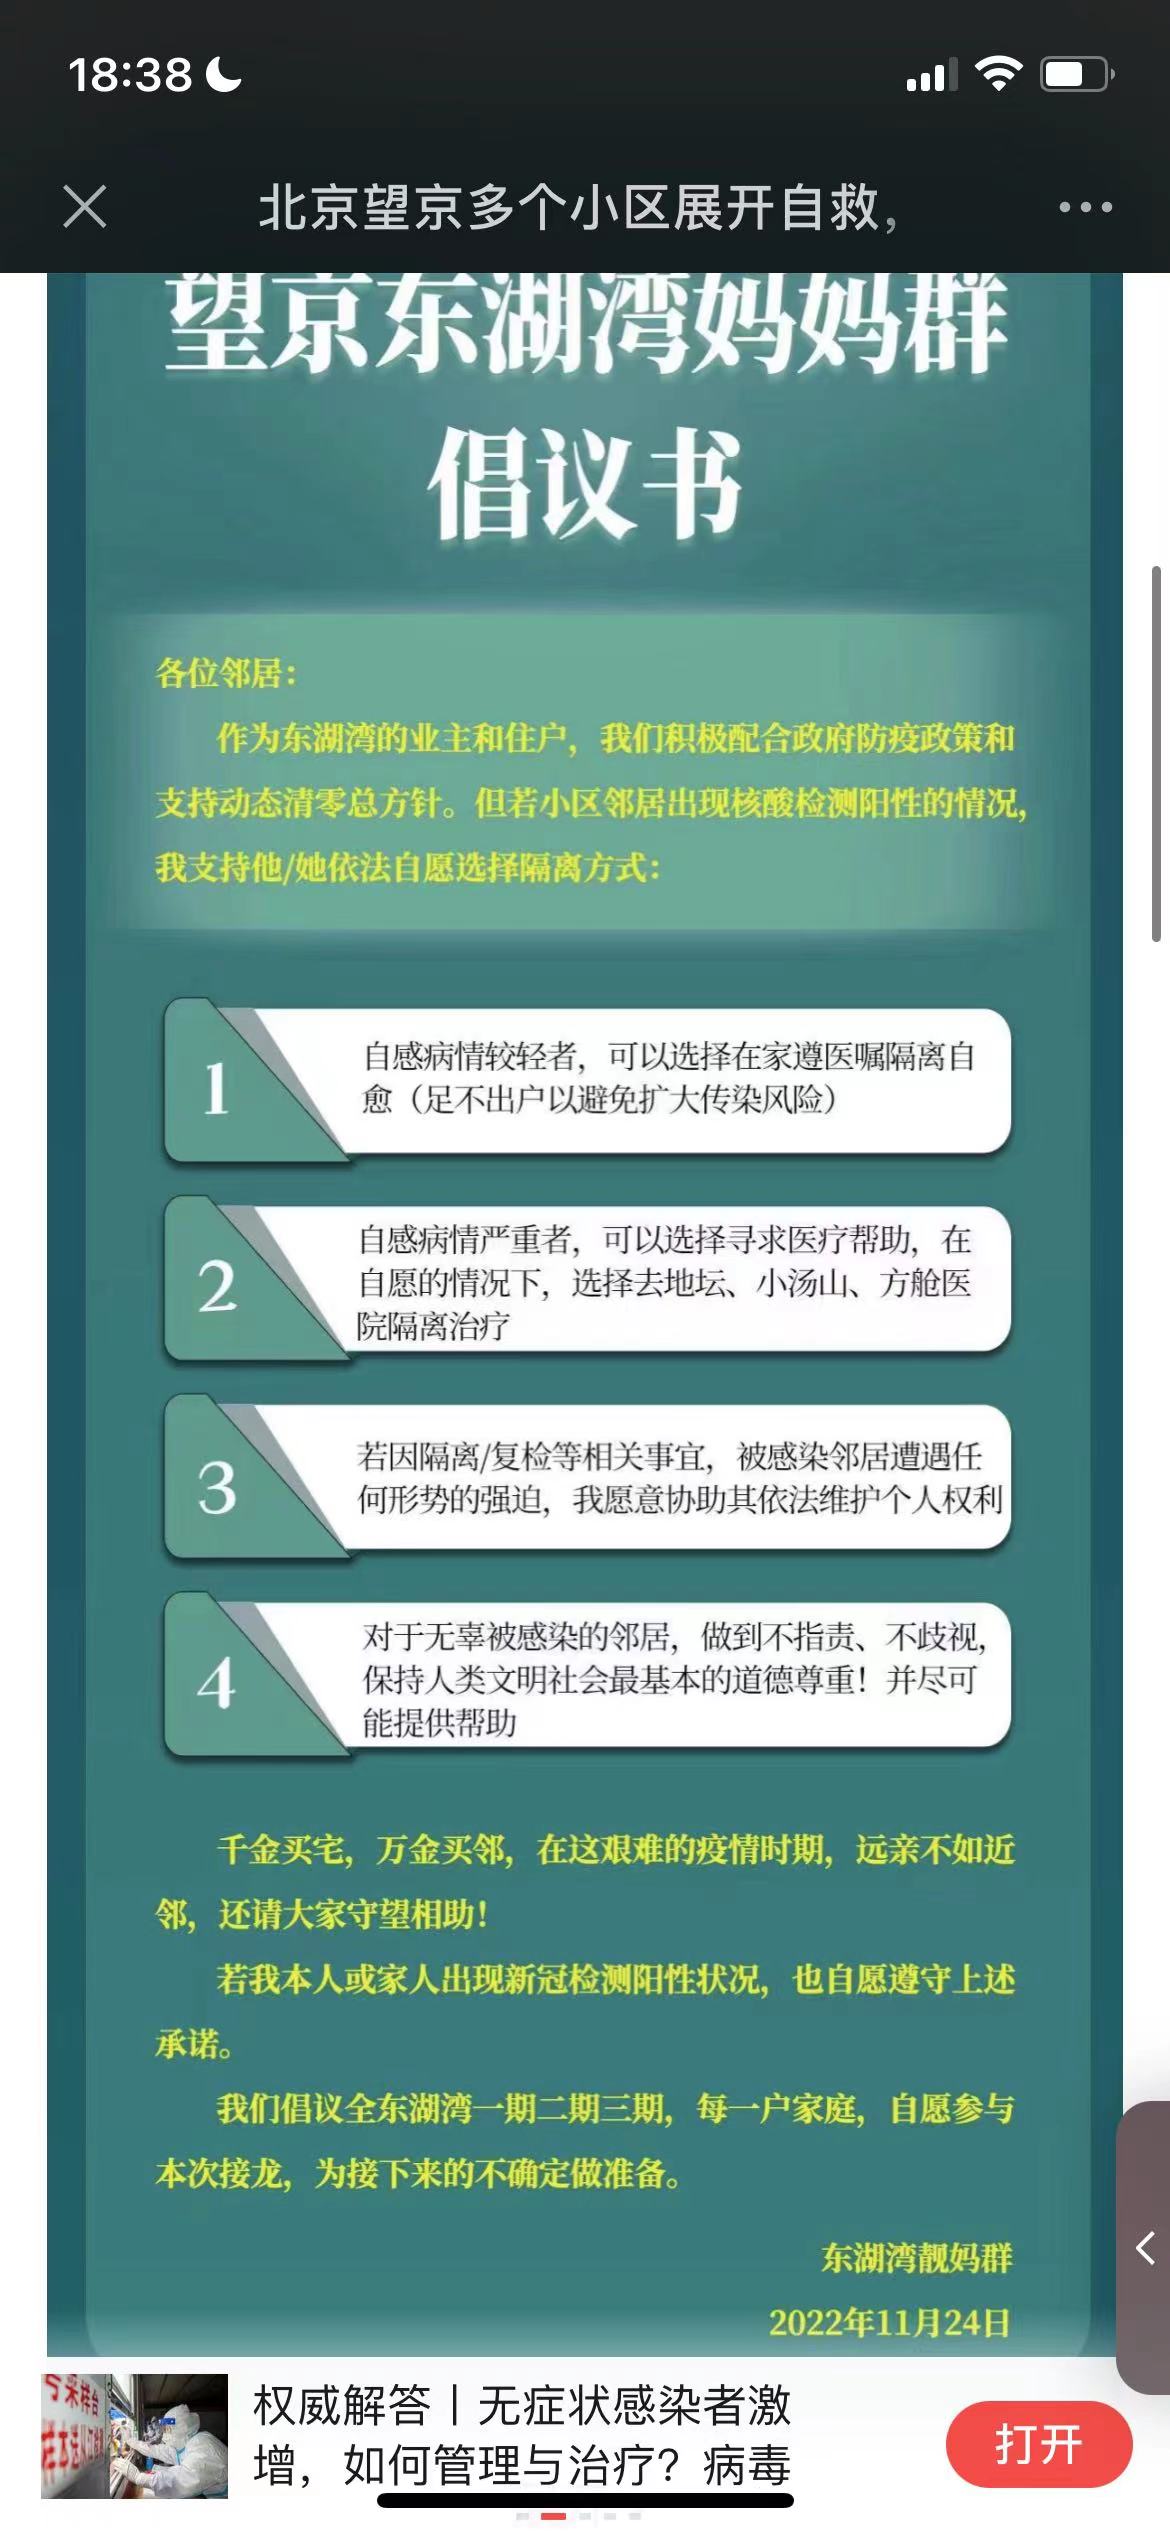 18:38
北京望京多个小区展开自救，
望京东湖湾妈妈群
倡议书
各位邻居：
作为东湖湾的业主和住户，我们积极配合政府防疫政策和
支持动态清零总方针。但若小区邻居出现核酸检测阳性的情况，
我支持他/她依法自愿选择隔离方式：
1
自感病情较轻者，可以选择在家遵医嘱隔离自
愈（足不出户以避免扩大传染风险）
2
自感病情严重者，可以选择寻求医疗帮助，在
自愿的情况下，选择去地坛、小汤山、方舱医
院隔离治疗
3
若因隔离/复检等相关事宜，被感染邻居遭遇任
何形势的强迫，我愿意协助其依法维护个人权利
4
对于无辜被感染的邻居，做到不指责、不歧视，
保持人类文明社会最基本的道德尊重！并尽可
能提供帮助
千金买宅，万金买邻，在这艰难的疫情时期，远亲不如近
邻，还请大家守望相助！
若我本人或家人出现新冠检测阳性状况，也自愿遵守上述
承诺。
我们倡议全东湖湾一期二期三期，每一户家庭，自愿参与
本次接龙，为接下来的不确定做准备。
东湖湾靓妈群
2022年11月24日
权威解答丨无症状感染者激
增，如何管理与治疗？病毒
打开